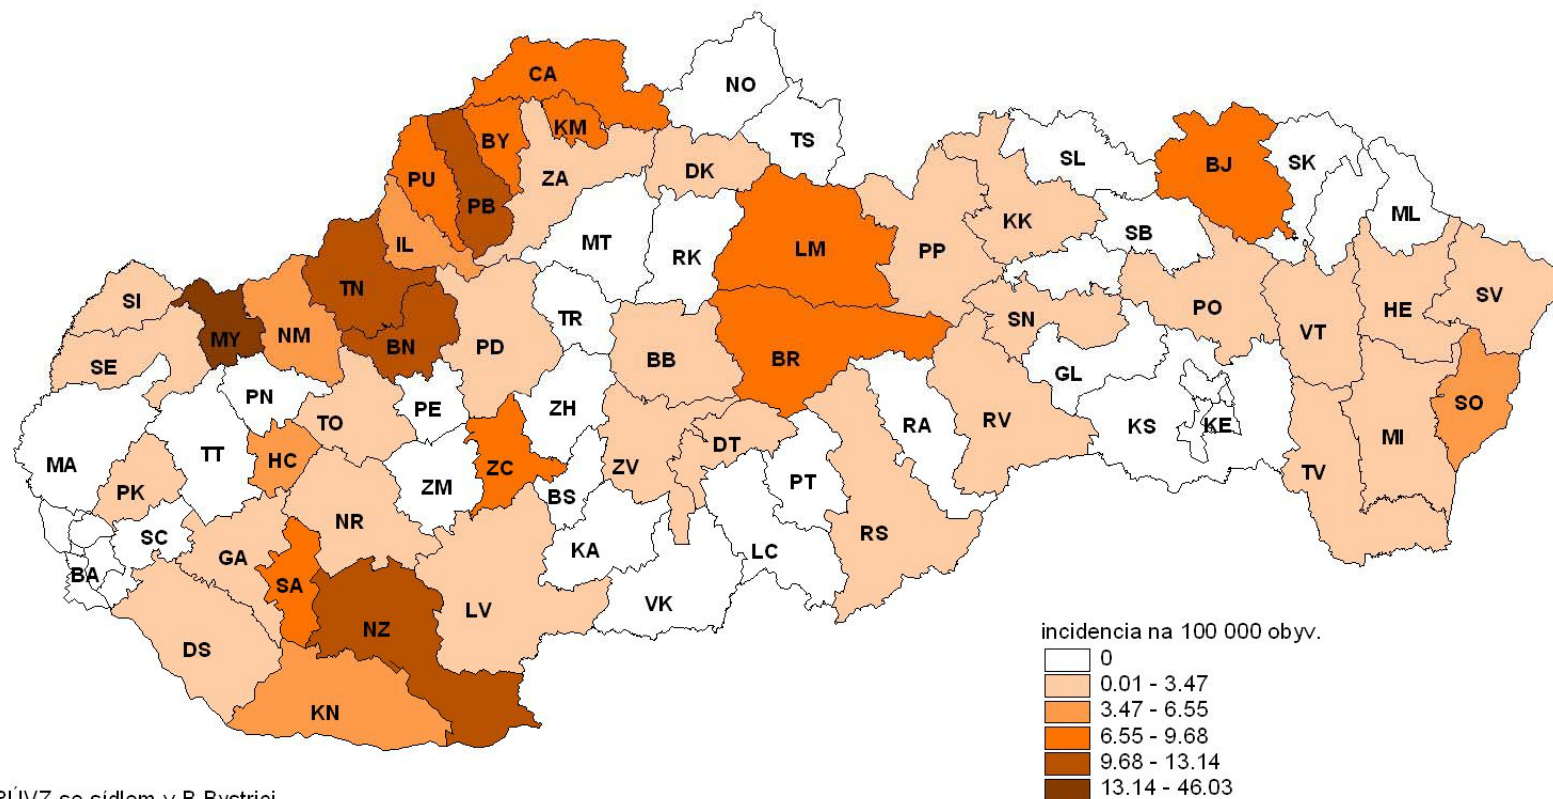 CA
NO
KM
BY
TS
SL
BJ
SK
DK
ZA
PU
PB
KK
ML
SB
IL
MT
RK
LM
PP
TN
SI
SV
PO
HE
MY
NM
TR
SN
VT
BN
PD
BB
BR
SE
GL
PN
PE
ZH
SO
TO
RA
RV
KS
KE
MI
DT
TT
HC
MA
ZC
ZV
TV
PT
ZM
PK
BS
NR
RS
SC
KA
LC
GA
BA
SA
LV
VK
NZ
DS
KN
incidencia na 100 000 obyv.
0
0.01 - 3.47
3.47 - 6.55
6.55 - 9.68
9.68 - 13.14
13.14 - 46.03
RÚVZ so sídlom v B.Bystrici